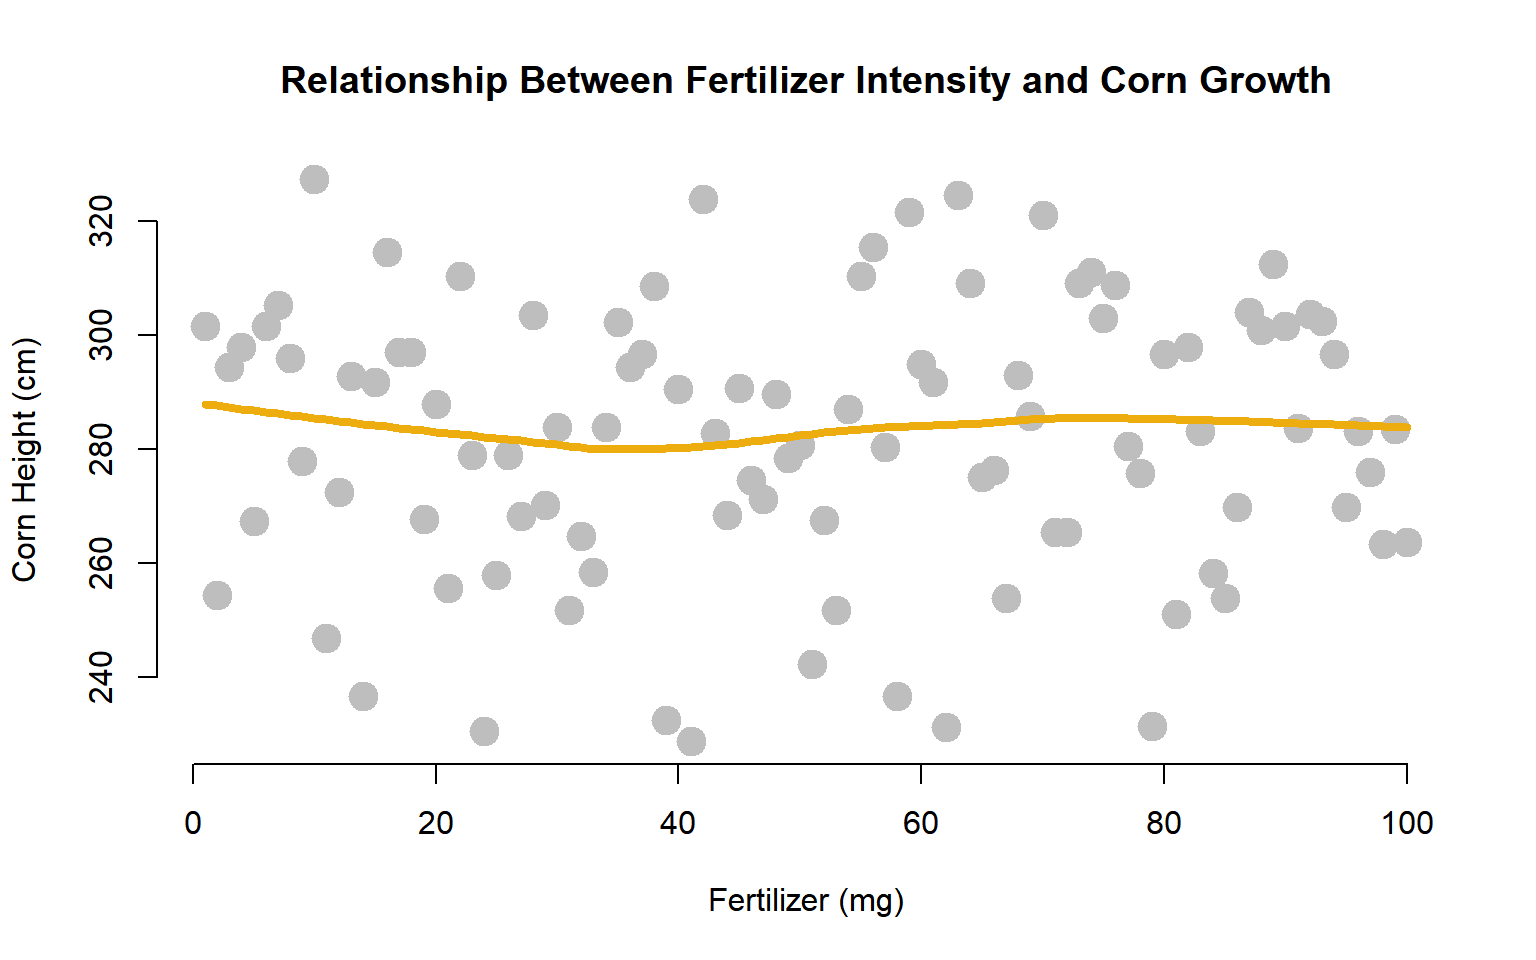 Relationship Between Fertilizer Intensity and Corn Growth
Corn Height (cm)
320
300
280
260
240
0 20 40 60 80 100
Fertilizer (mg)